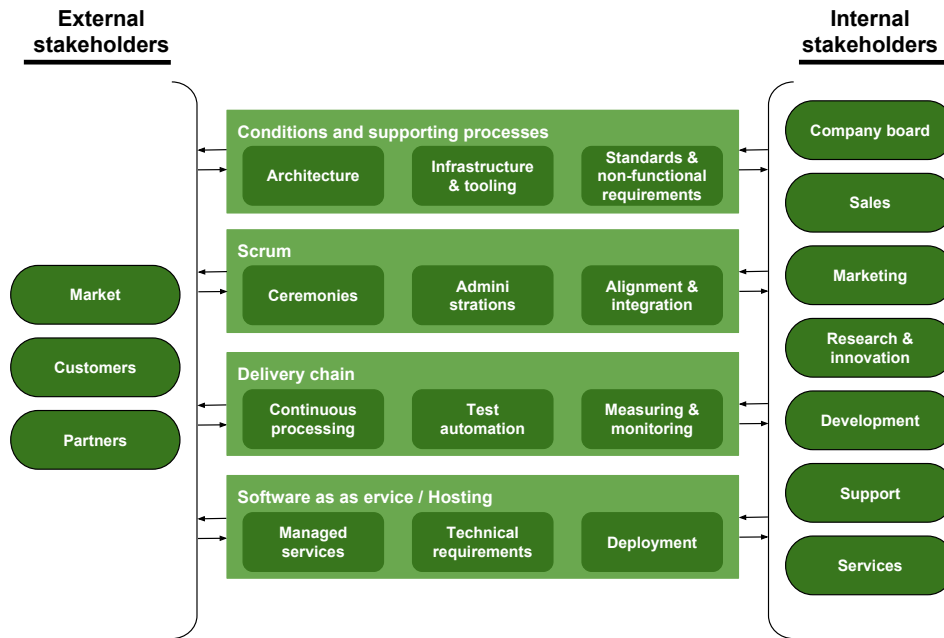 External
stakeholders
Market
Customers
Partners
Conditions and supporting processes
Architecture
Infrastructure
& tooling
Standards &
non-functional
requirements
Scrum
Ceremonies
Admini
strations
Alignment &
integration
Delivery chain
Continuous
processing
Test
automation
Measuring &
monitoring
Software as as ervice / Hosting
Managed
services
Technical
requirements
Deployment
Internal
stakeholders
Company board
Sales
Marketing
Research &
innovation
Development
Support
Services